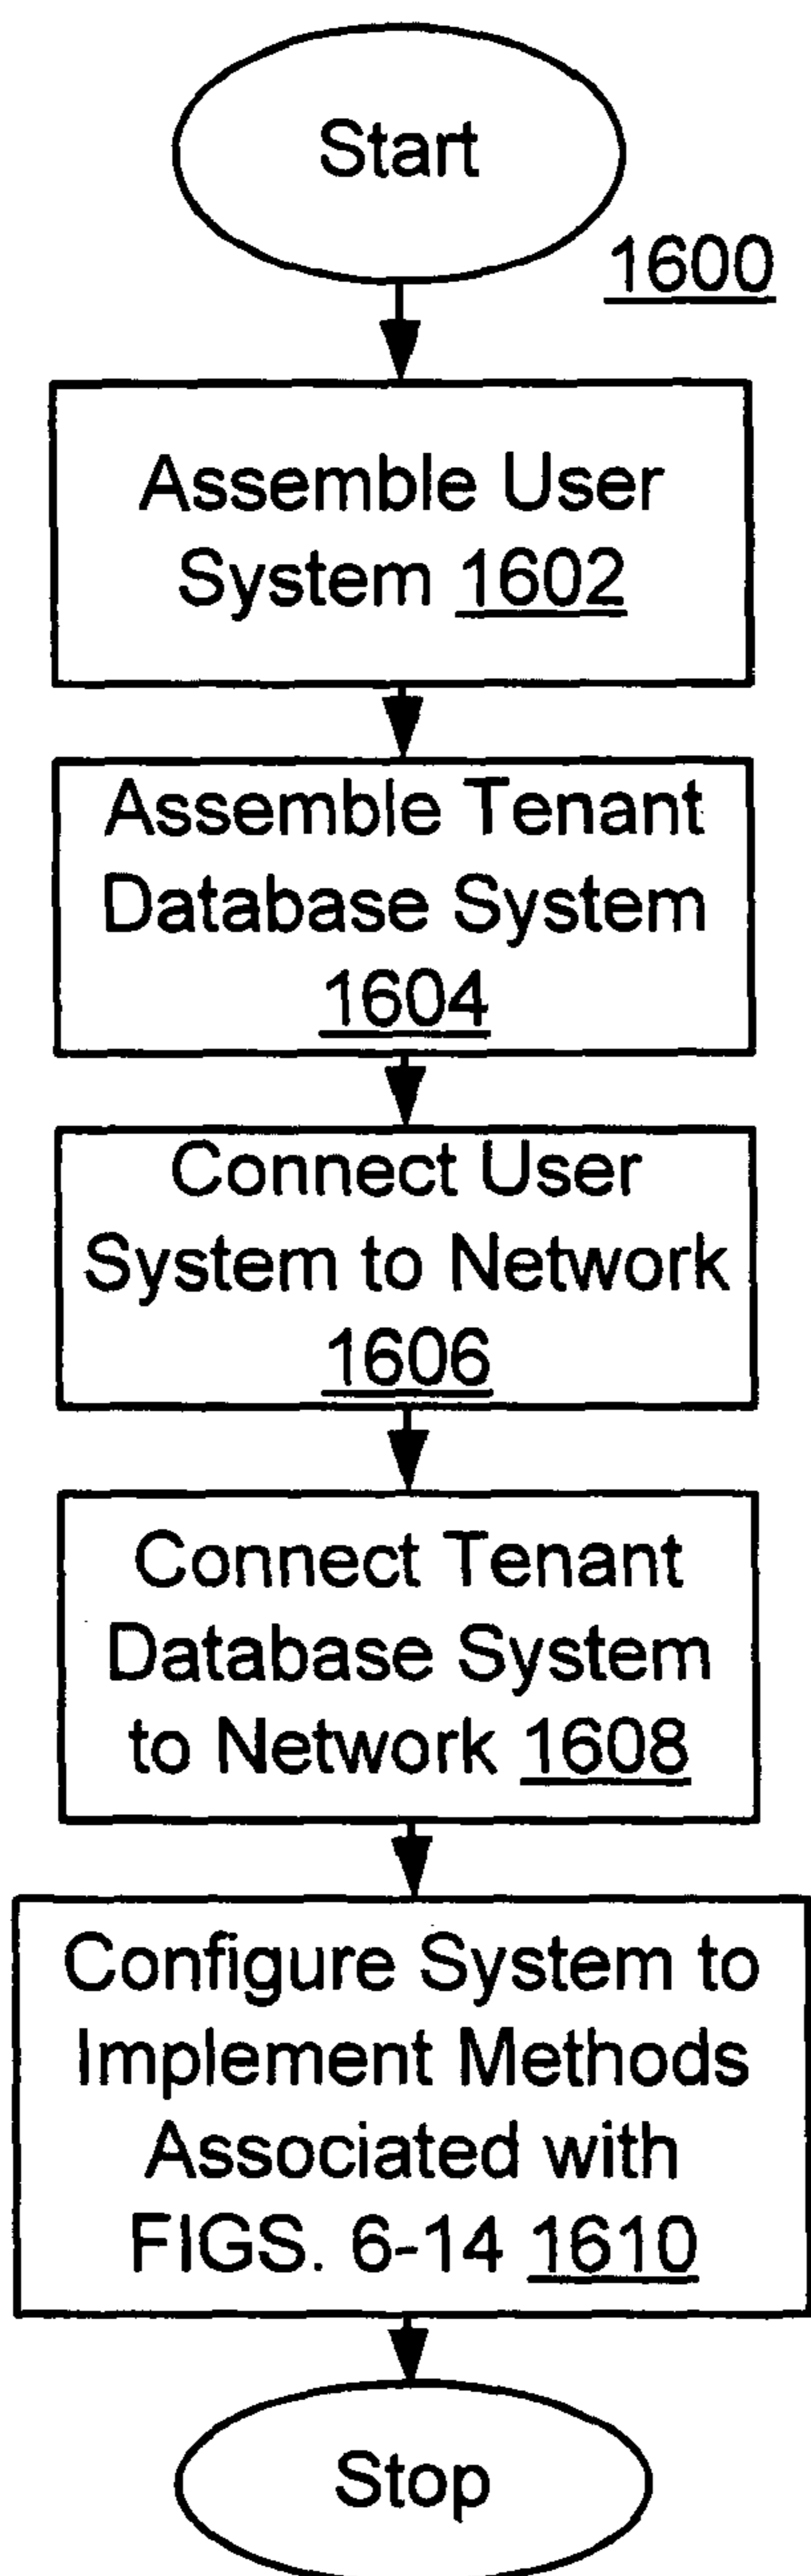 Start
1600
Assemble User
System 1602
Assemble Tenant
Database System
1604
Connect User
System to Network
1606
Connect Tenant
Database System
to Network 1608
Configure System to
Implement Methods
Associated with
FIGS. 6-14 1610
Stop